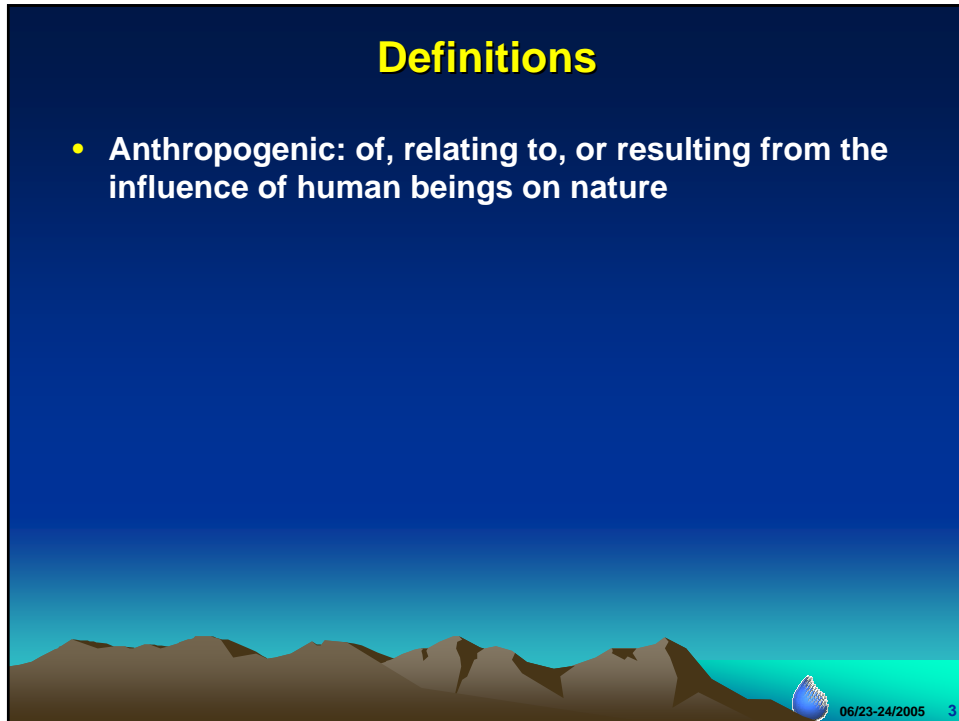 Definitions
• Anthropogenic: of, relating to, or resulting from the
influence of human beings on nature
06/23-24/2005 3